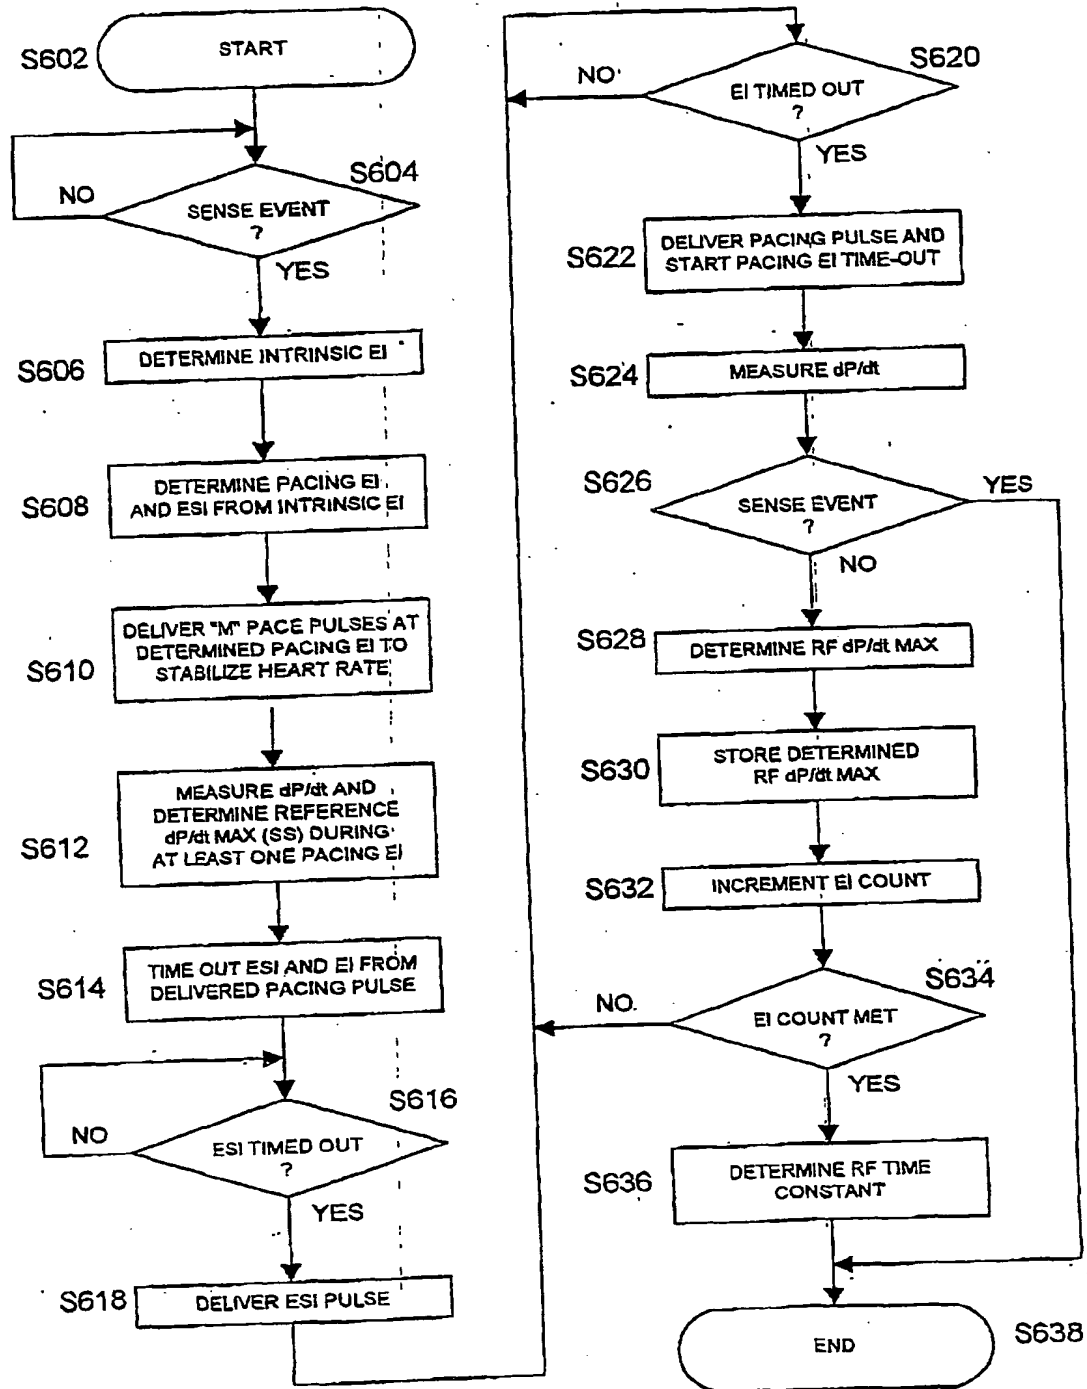 S602
START
S604
NO
SENSE EVENT
?
YES
S606
DETERMINE INTRINSIC EI
S608
DETERMINE PACING EI
AND ESI FROM INTRINSIC EI
S610
DELIVER "M" PACE PULSES AT
DETERMINED PACING EI TO
STABILIZE HEART RATE
S612
MEASURE dP/dt AND
DETERMINE REFERENCE
dP/dt MAX (SS) DURING
AT LEAST ONE PACING EI
S614
TIME OUT ESI AND EI FROM
DELIVERED PACING PULSE
S616
NO
ESI TIMED OUT
?
YES
S618
DELIVER ESI PULSE
S620
NO
EI TIMED OUT
?
YES
S622
DELIVER PACING PULSE AND
START PACING EI TIME-OUT
S624
MEASURE dP/dt
S626
SENSE EVENT
?
YES
NO
S628
DETERMINE RF dP/dt MAX
S630
STORE DETERMINED
RF dP/dt MAX
S632
INCREMENT EI COUNT
S634
NO
EI COUNT MET
?
YES
S636
DETERMINE RF TIME
CONSTANT
END
S638